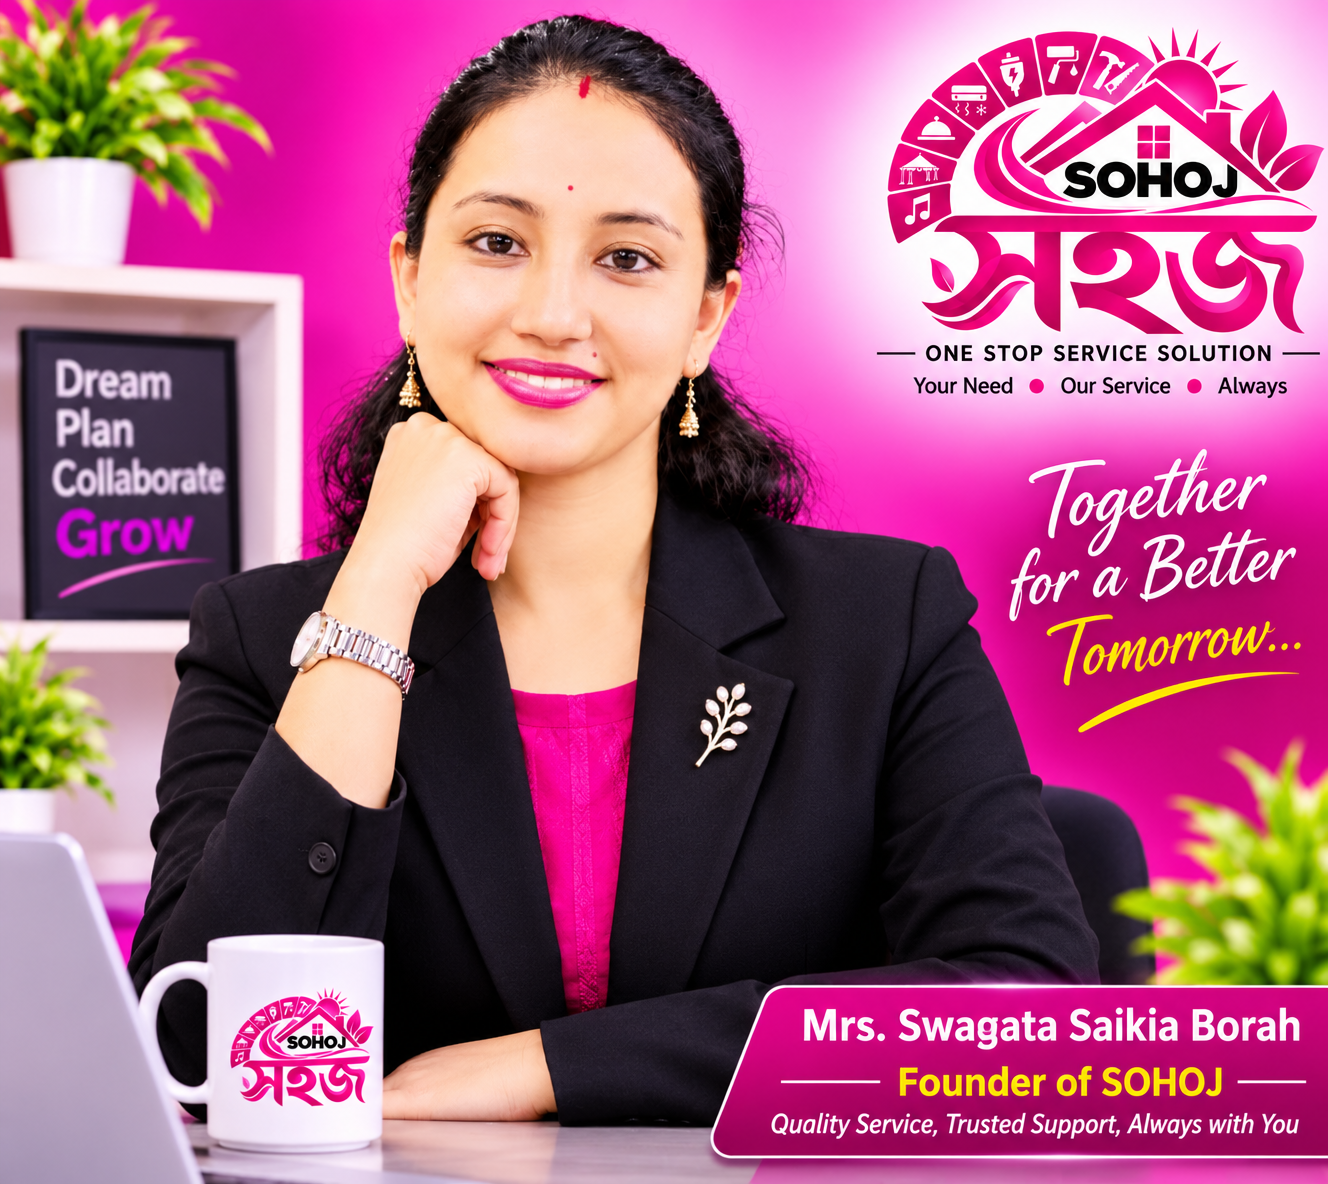 SOHOJ
সহজ
ONE STOP SERVICE SOLUTION
Your Need ● Our Service ● Always
Dream
Plan
Collaborate
Grow
Together
for a Better
Tomorrow...
SOHOJ
সহজ
Mrs. Swagata Saikia Borah
Founder of SOHOJ
Quality Service, Trusted Support, Always with You